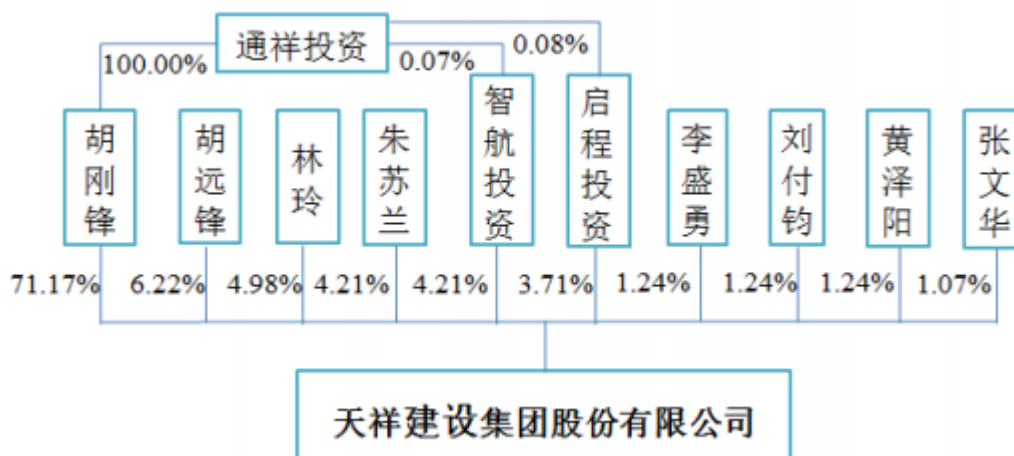 通祥投资
0.08%
100.00%
0.07%
胡刚锋
胡远锋
林玲
朱苏兰
智航投资
启程投资
李盛勇
刘付钧
黄泽阳
张文华
71.17%
6.22%
4.98%
4.21%
4.21%
3.71%
1.24%
1.24%
1.24%
1.07%
天祥建设集团股份有限公司